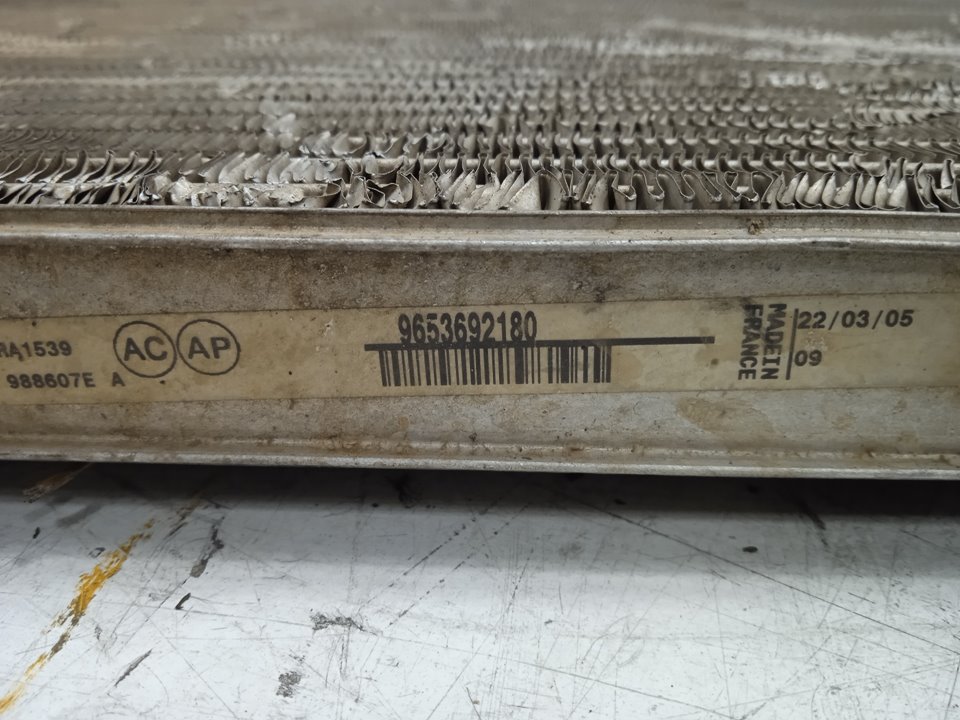 RA1539
988607E A
AC
AP
9653692180
MADE IN
FRANCE
22/03/05
09